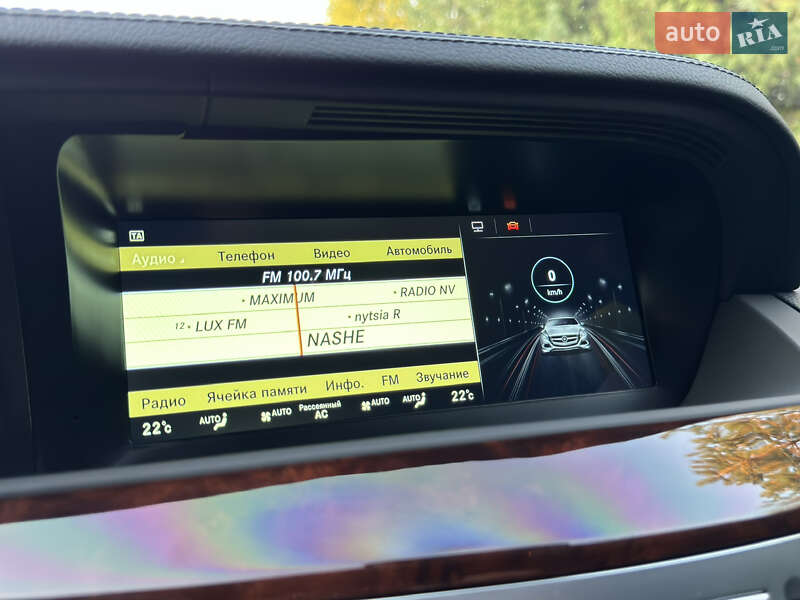 auto RIA .com
TA
Аудио Телефон Видео Автомобиль
FM 100.7 МГц
MAXIMUM RADIO NV
12 LUX FM nytsia R
NASHE
Радио Ячейка памяти Инфо. FM Звучание
22°c AUTO AUTO Рассеянный AC AUTO AUTO 22°c
0
km/h